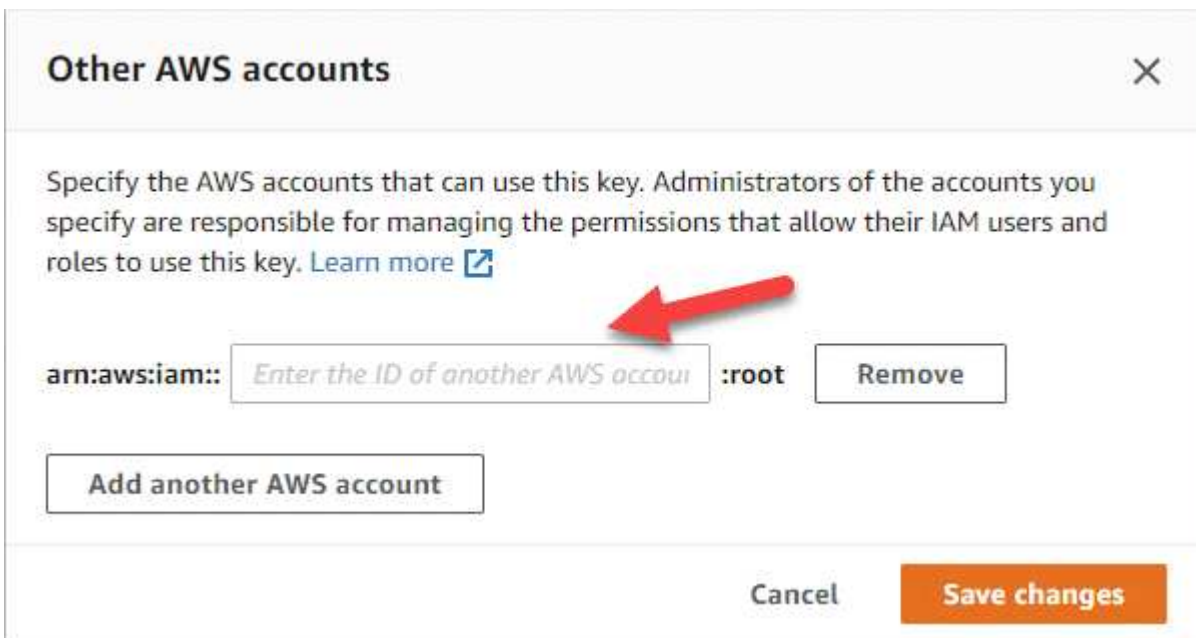 Other AWS accounts
Specify the AWS accounts that can use this key. Administrators of the accounts you
specify are responsible for managing the permissions that allow their IAM users and
roles to use this key. Learn more
arn:aws:iam:: Enter the ID of another AWS accou :root Remove
Add another AWS account
Cancel Save changes